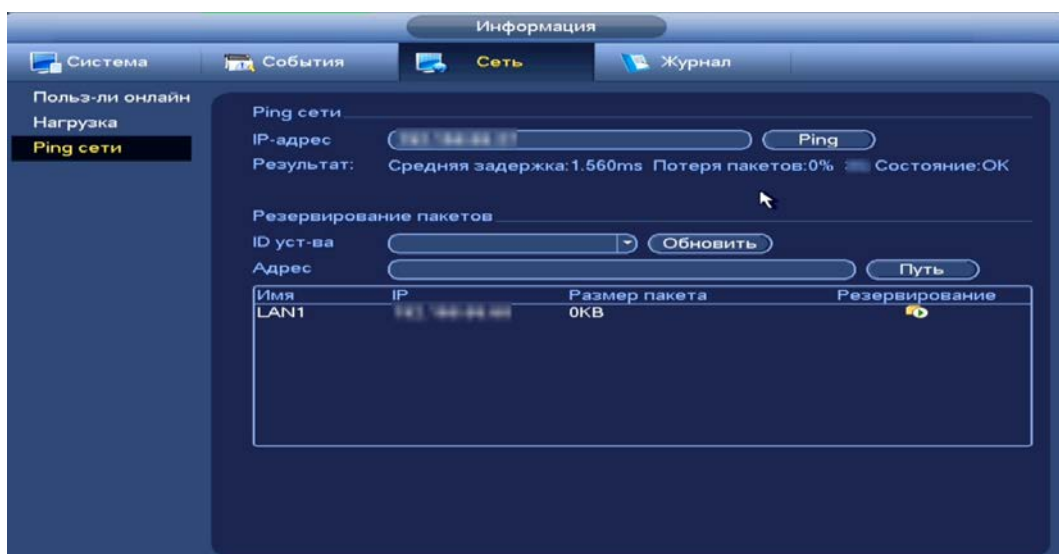 Информация
Система События Сеть Журнал
Польз-ли онлайн
Нагрузка
Ping сети
Ping сети
IP-адрес Ping
Результат: Средняя задержка:1.560ms Потеря пакетов:0% Состояние:OK
Резервирование пакетов
ID уст-ва Обновить
Адрес Путь
Имя IP Размер пакета Резервирование
LAN1 0KB